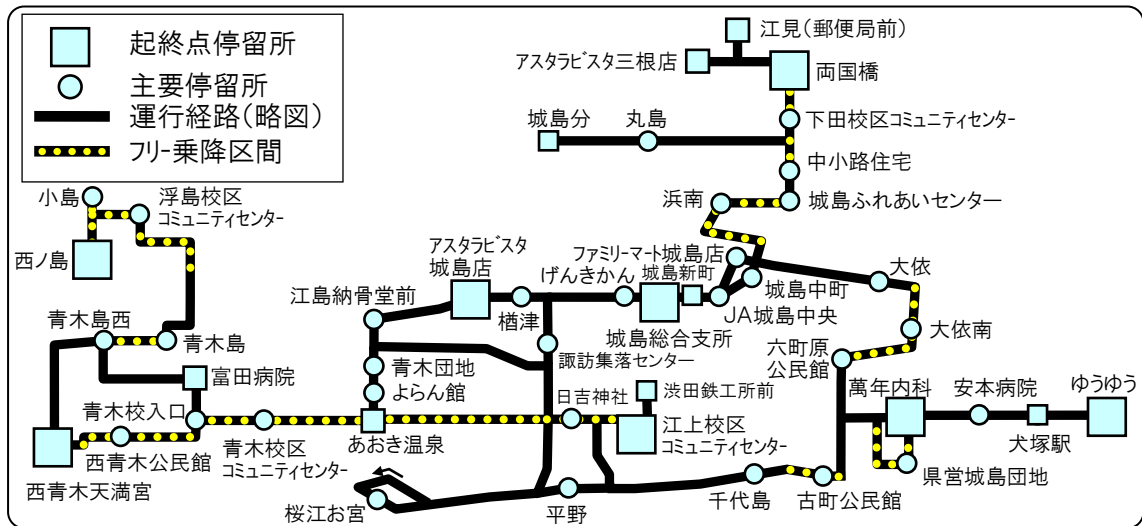 起終点停留所
主要停留所
運行経路(略図)
フリー乗降区間
江見(郵便局前)
アスタラビスタ三根店
両国橋
下田校区コミュニティセンター
城島分
丸島
中小路住宅
浜南
城島ふれあいセンター
小島
浮島校区
コミュニティセンター
西ノ島
アスタラビスタ
城島店
ファミリーマート城島店
げんきかん
城島新町
大依
江島納骨堂前
楢津
城島総合支所
JA城島中央
城島中町
大依南
青木島西
青木島
諏訪集落センター
六町原
公民館
富田病院
青木団地
よらん館
日吉神社
渋田鉄工所前
萬年内科
安本病院
ゆうゆう
青木校入口
西青木公民館
青木校区
コミュニティセンター
あおき温泉
江上校区
コミュニティセンター
犬塚駅
西青木天満宮
桜江お宮
平野
千代島
古町公民館
県営城島団地